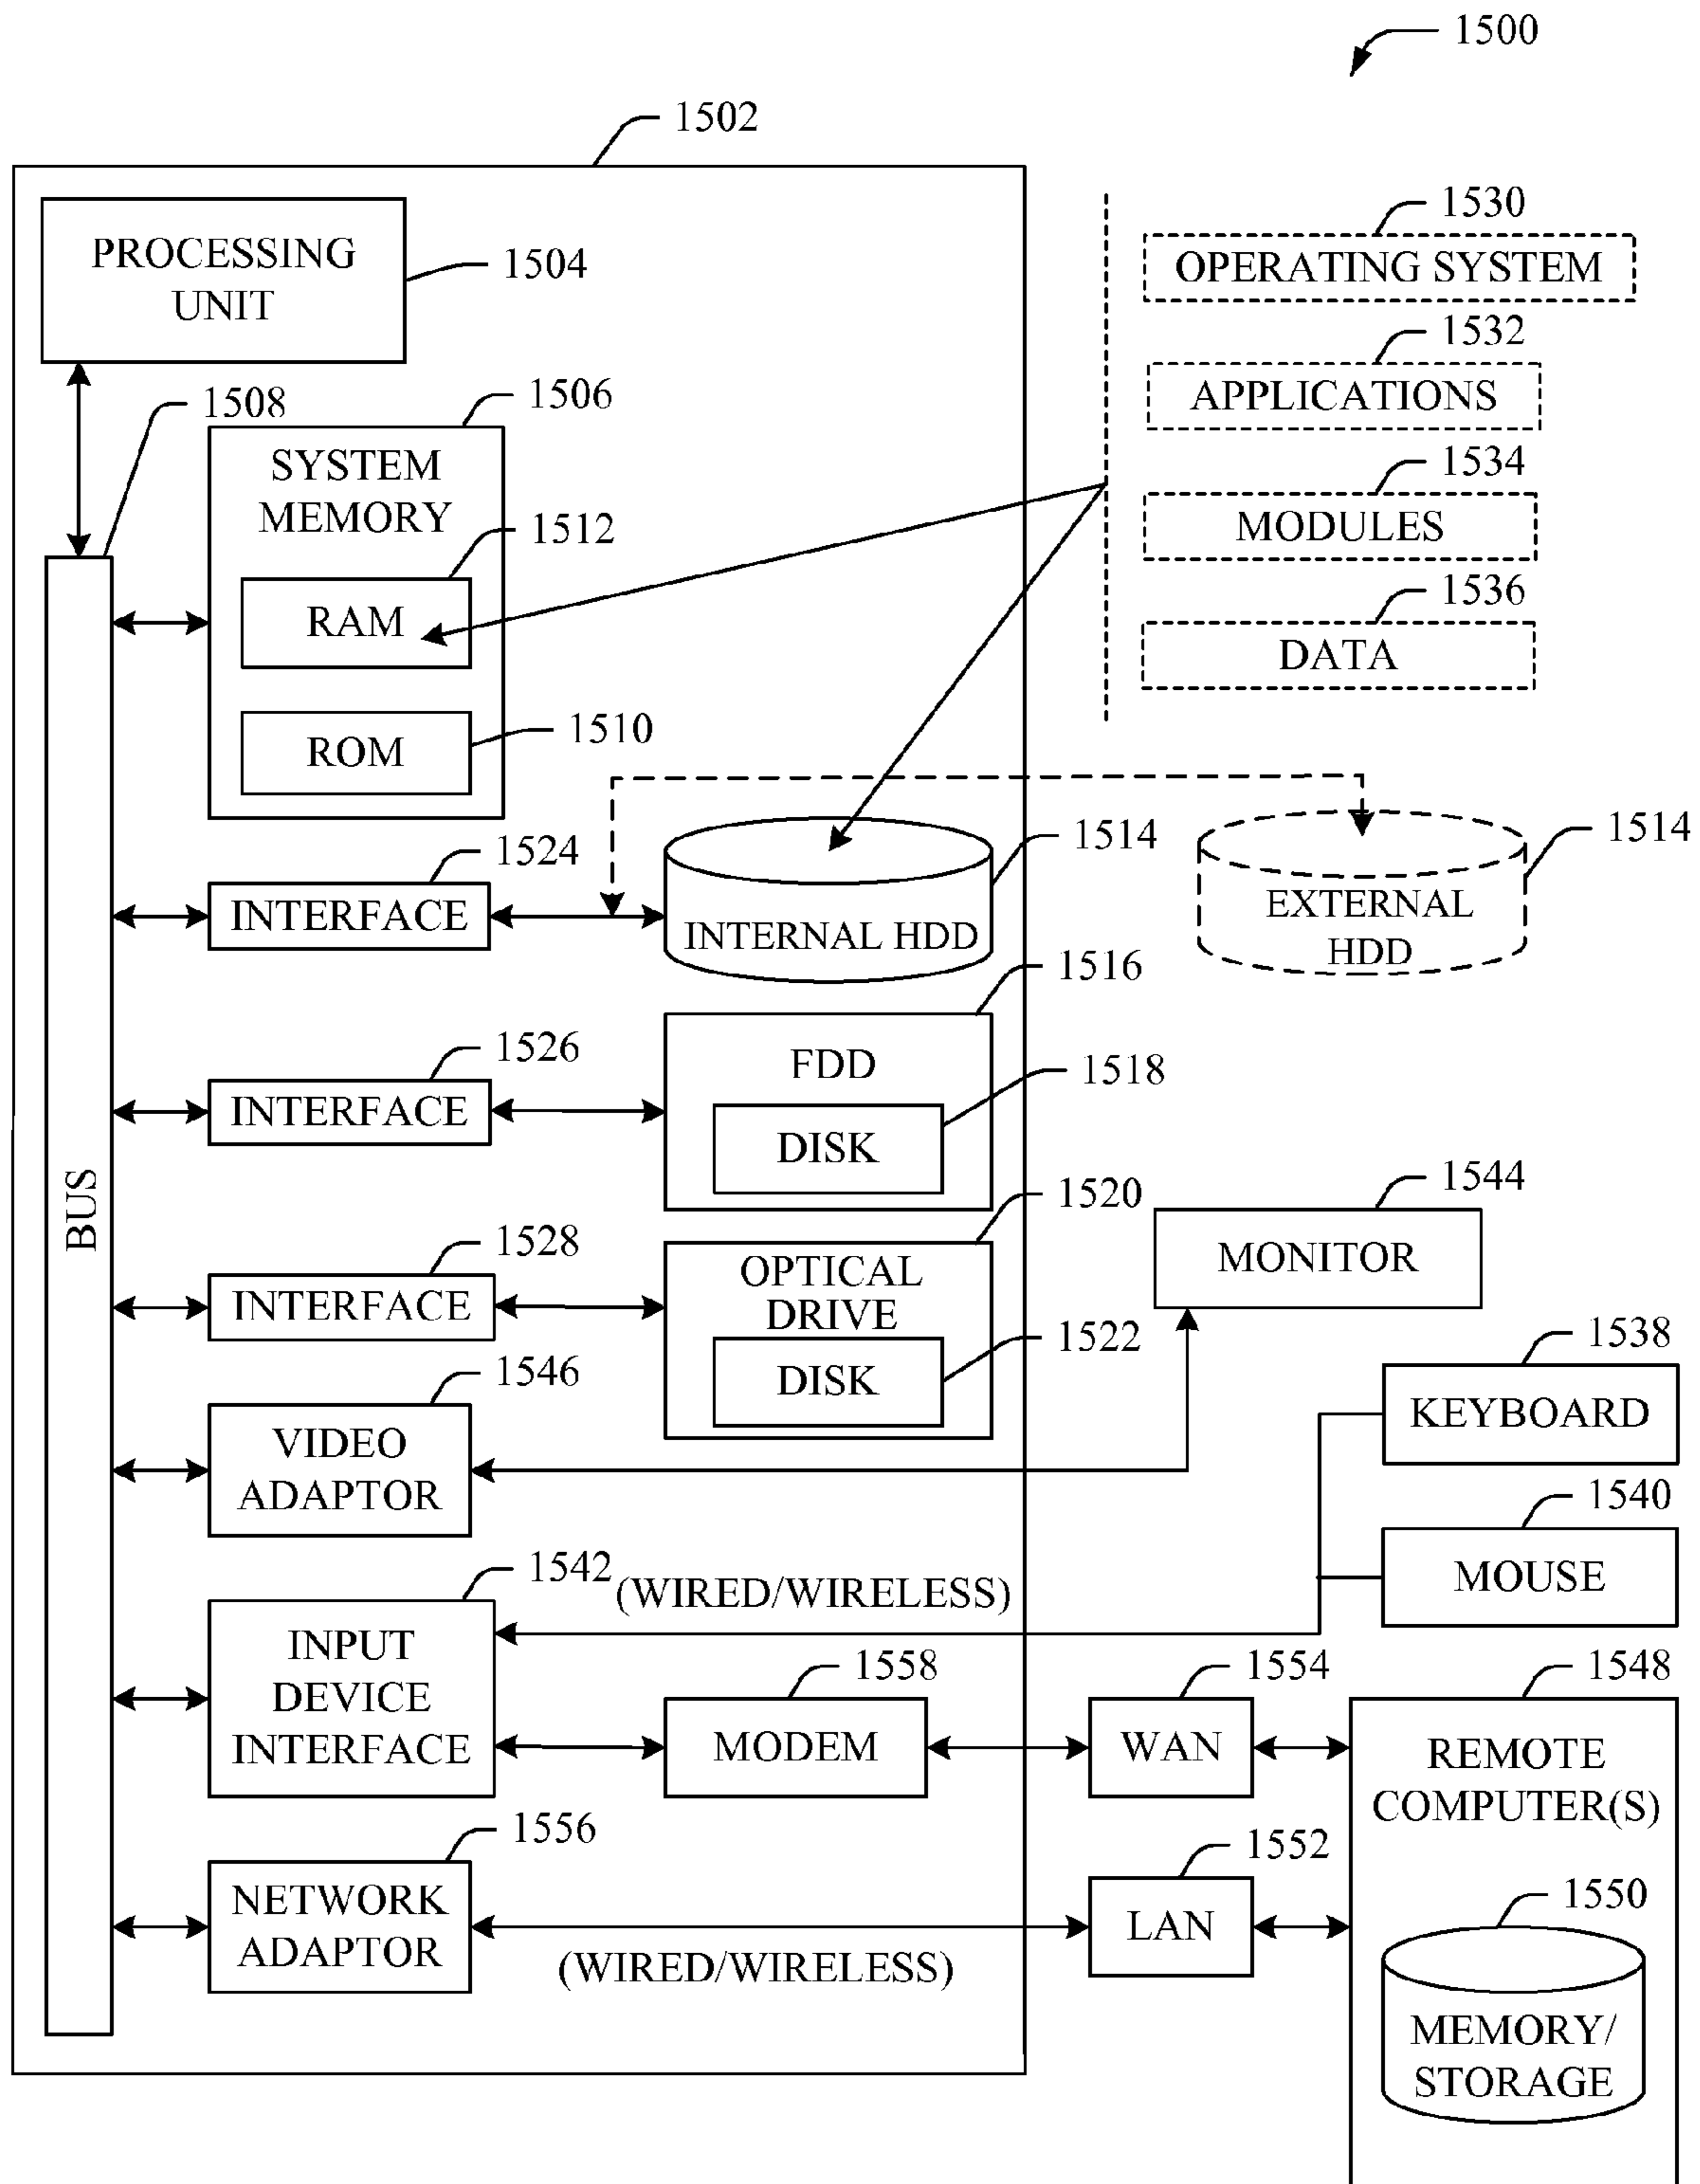 1500
1502
PROCESSING
UNIT
1504
1530
OPERATING SYSTEM
1532
APPLICATIONS
1534
MODULES
1536
DATA
1508
1506
SYSTEM
MEMORY
1512
RAM
1510
ROM
1524
INTERFACE
1514
INTERNAL HDD
1514
EXTERNAL
HDD
1516
FDD
1526
INTERFACE
1518
DISK
BUS
1520
OPTICAL
DRIVE
1528
INTERFACE
1522
DISK
1544
MONITOR
1546
VIDEO
ADAPTOR
1538
KEYBOARD
1540
MOUSE
1542
(WIRED/WIRELESS)
INPUT
DEVICE
INTERFACE
1558
MODEM
1554
WAN
1548
REMOTE
COMPUTER(S)
1556
NETWORK
ADAPTOR
(WIRED/WIRELESS)
1552
LAN
1550
MEMORY/
STORAGE